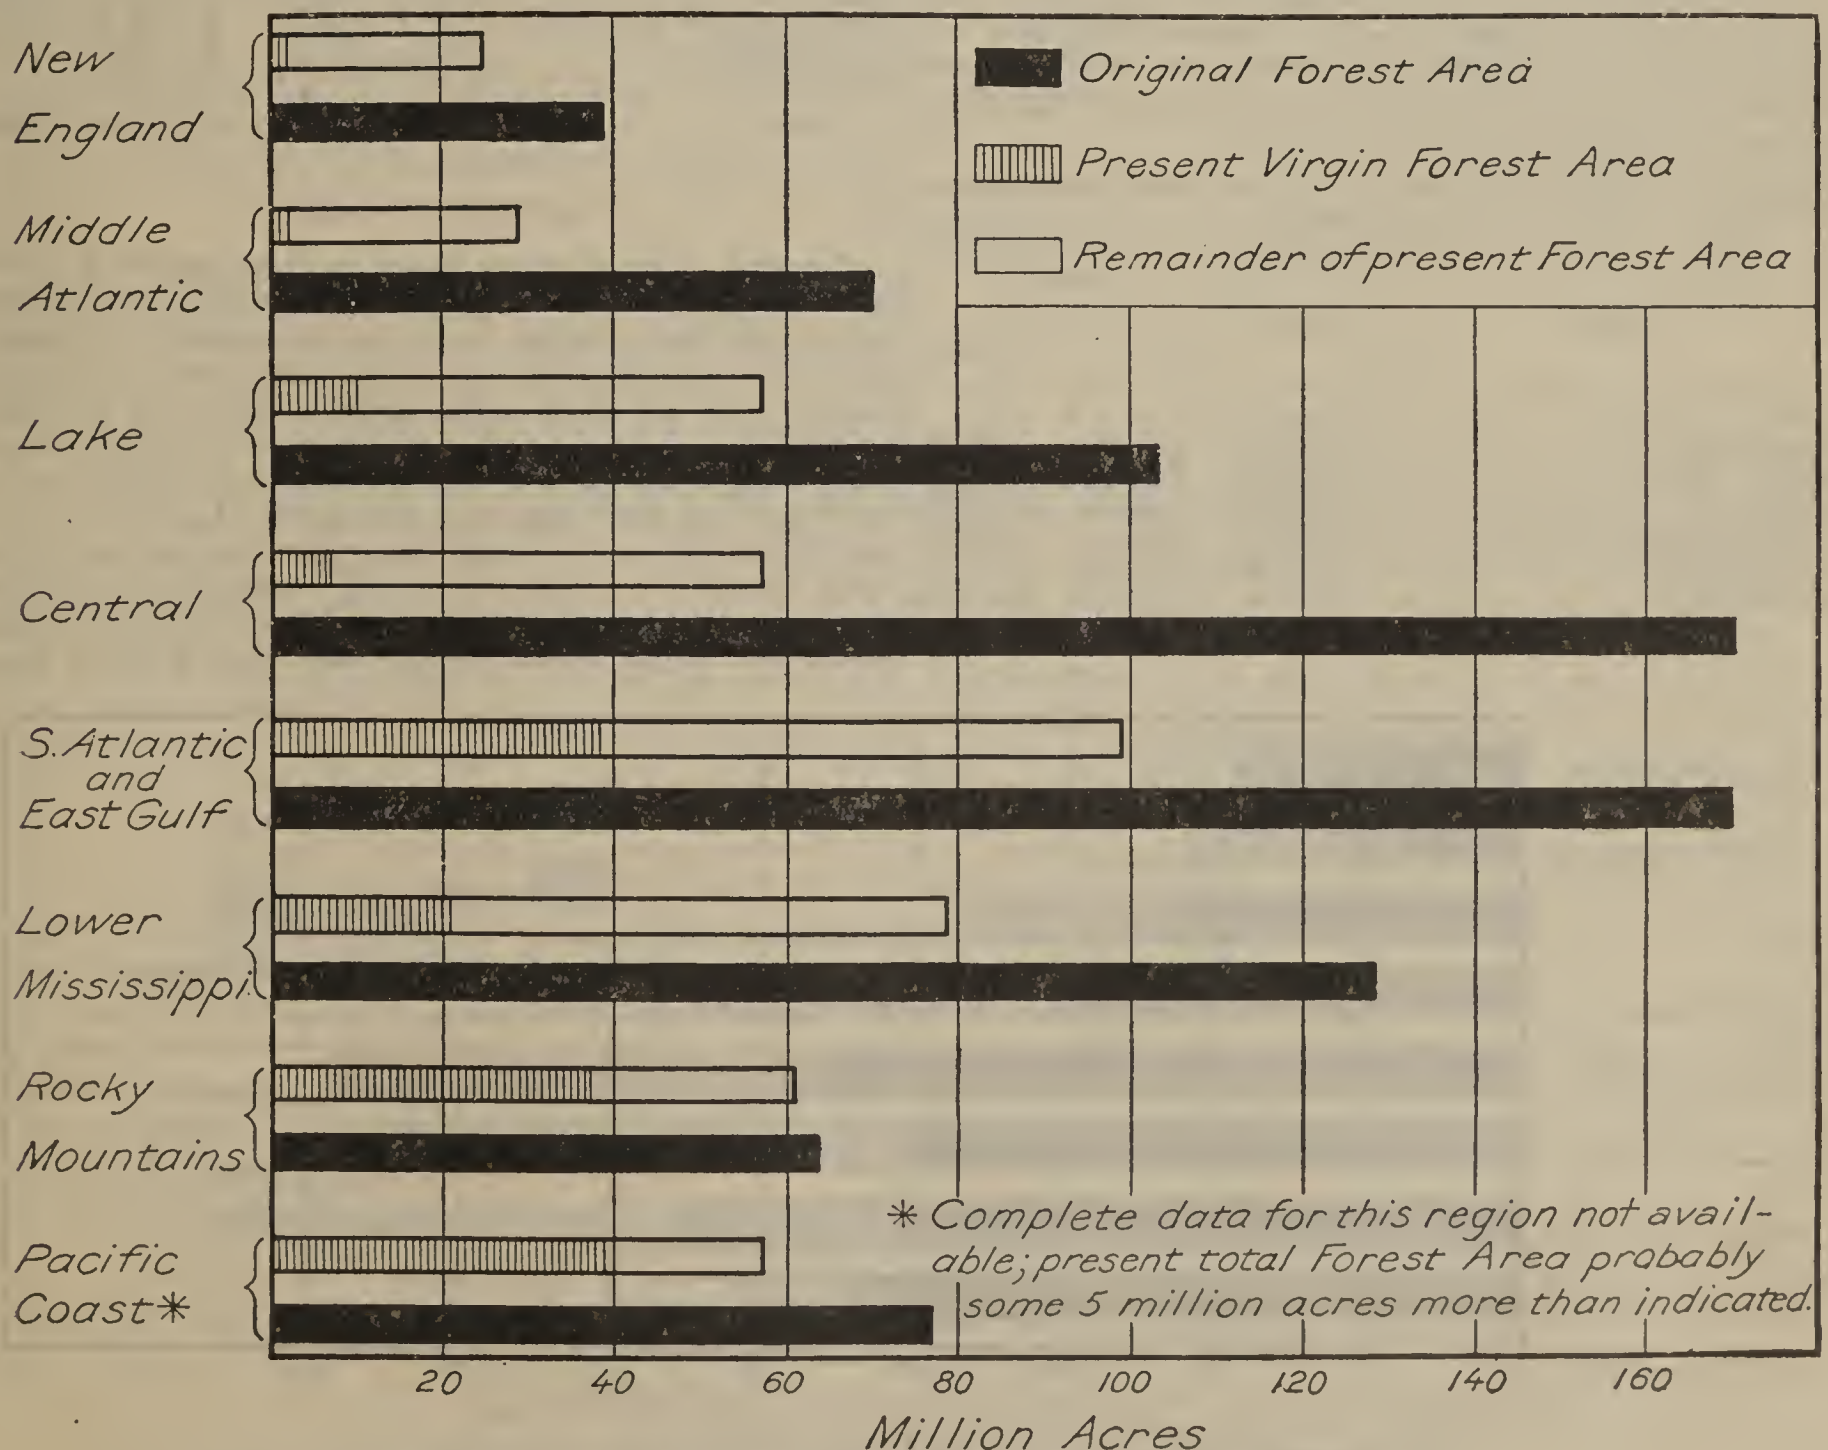 New
England
Middle
Atlantic
Lake
Central
S. Atlantic
and
East Gulf
Lower
Mississippi
Rocky
Mountains
Pacific
Coast*
Original Forest Area
Present Virgin Forest Area
Remainder of present Forest Area
* Complete data for this region not avail-
able; present total Forest Area probably
some 5 million acres more than indicated.
20 40 60 80 100 120 140 160
Million Acres